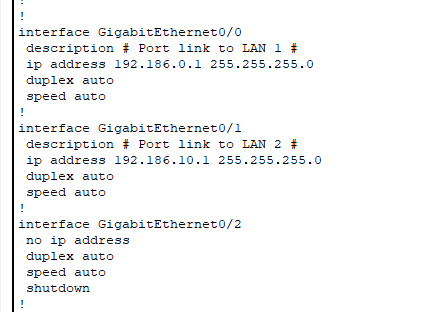 !
!
interface GigabitEthernet0/0
 description # Port link to LAN 1 #
 ip address 192.186.0.1 255.255.255.0
 duplex auto
 speed auto
!
interface GigabitEthernet0/1
 description # Port link to LAN 2 #
 ip address 192.186.10.1 255.255.255.0
 duplex auto
 speed auto
!
interface GigabitEthernet0/2
 no ip address
 duplex auto
 speed auto
 shutdown
!